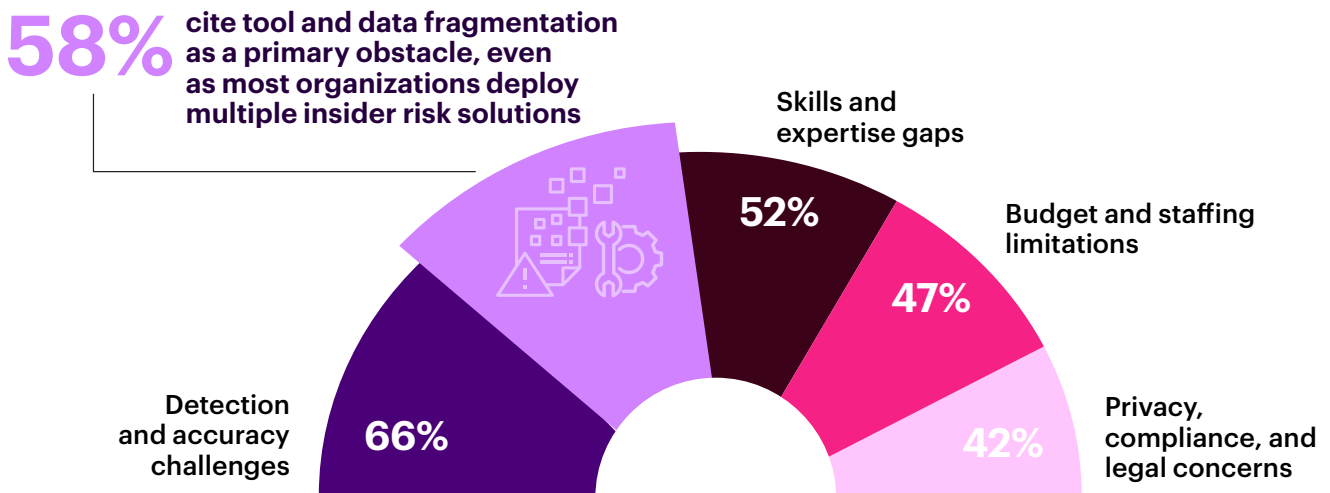 58%
cite tool and data fragmentation
as a primary obstacle, even
as most organizations deploy
multiple insider risk solutions
Skills and
expertise gaps
52%
Budget and staffing
limitations
47%
Detection
and accuracy
challenges
66%
Privacy,
compliance, and
legal concerns
42%